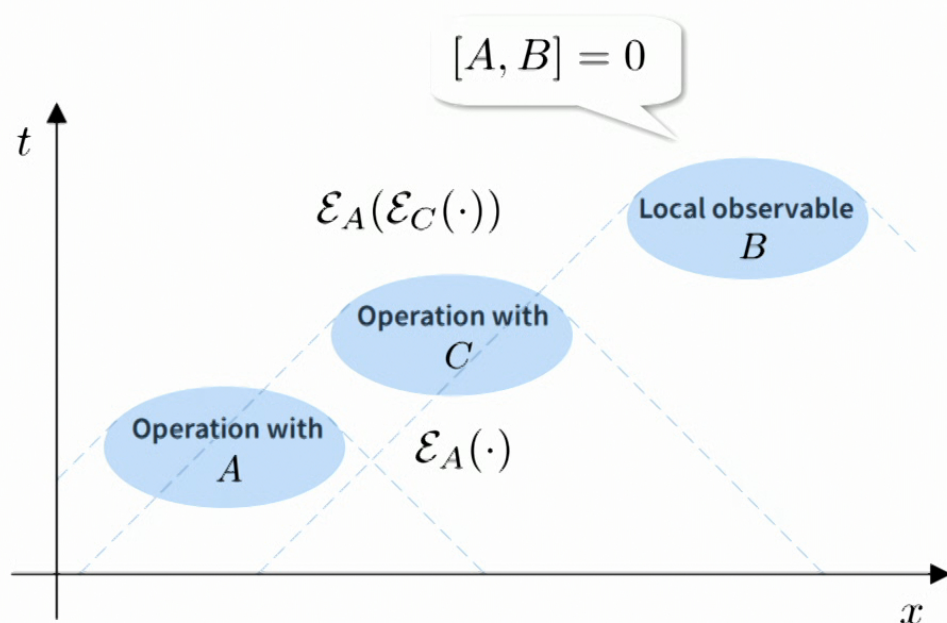 [A, B] = 0
t
ℰ_A(ℰ_C(·))
Local observable
B
Operation with
C
Operation with
A
ℰ_A(·)
x